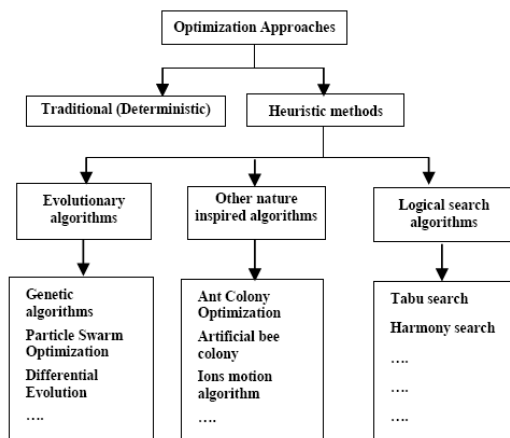 Optimization Approaches
Traditional (Deterministic)
Heuristic methods
Evolutionary
algorithms
Other nature
inspired algorithms
Logical search
algorithms
Genetic
algorithms
Particle Swarm
Optimization
Differential
Evolution
….
Ant Colony
Optimization
Artificial bee
colony
Ions motion
algorithm
….
Tabu search
Harmony search
….
….
….